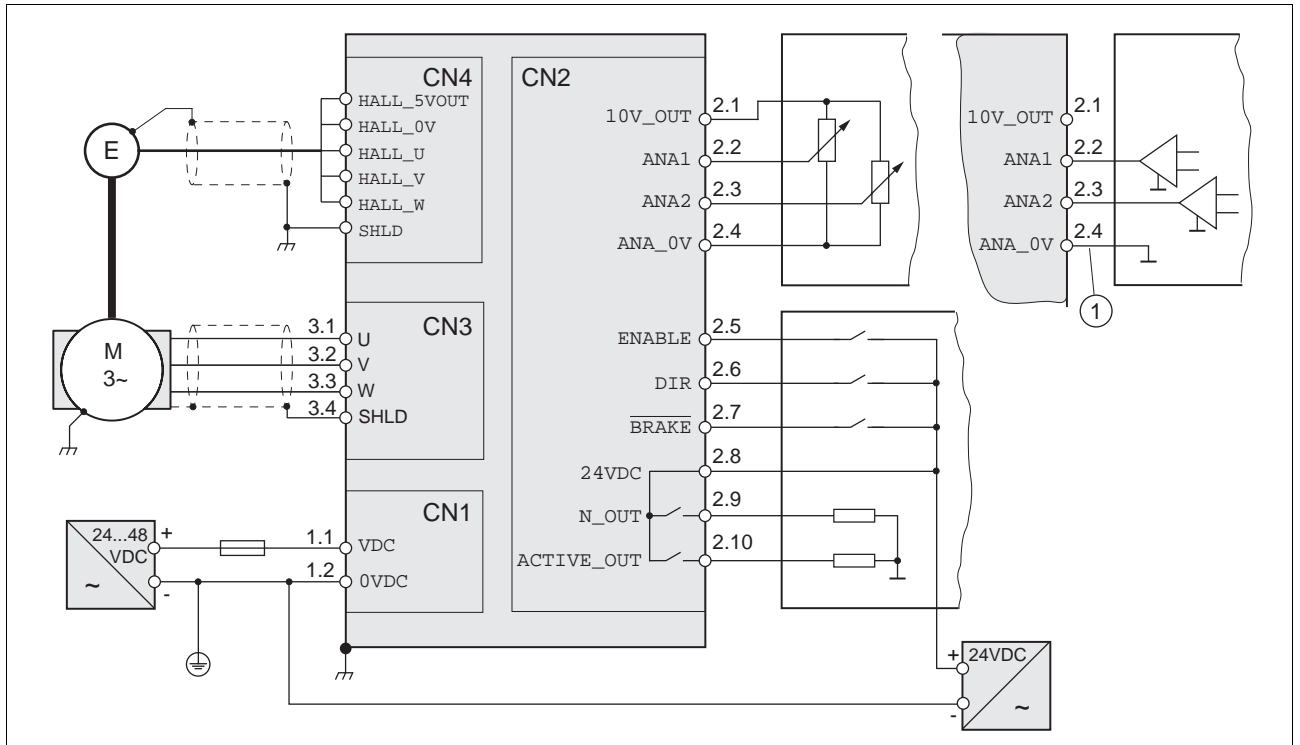 CN4
HALL_5VOUT
HALL_0V
HALL_U
HALL_V
HALL_W
SHLD
E
CN2
10V_OUT 2.1
ANA1 2.2
ANA2 2.3
ANA_0V 2.4
10V_OUT 2.1
ANA1 2.2
ANA2 2.3
ANA_0V 2.4
1
M
3~
CN3
3.1 U
3.2 V
3.3 W
3.4 SHLD
ENABLE 2.5
DIR 2.6
BRAKE 2.7
24VDC 2.8
N_OUT 2.9
ACTIVE_OUT 2.10
CN1
24...48
VDC
~
+
-
1.1 VDC
1.2 0VDC
+
-
24VDC
~